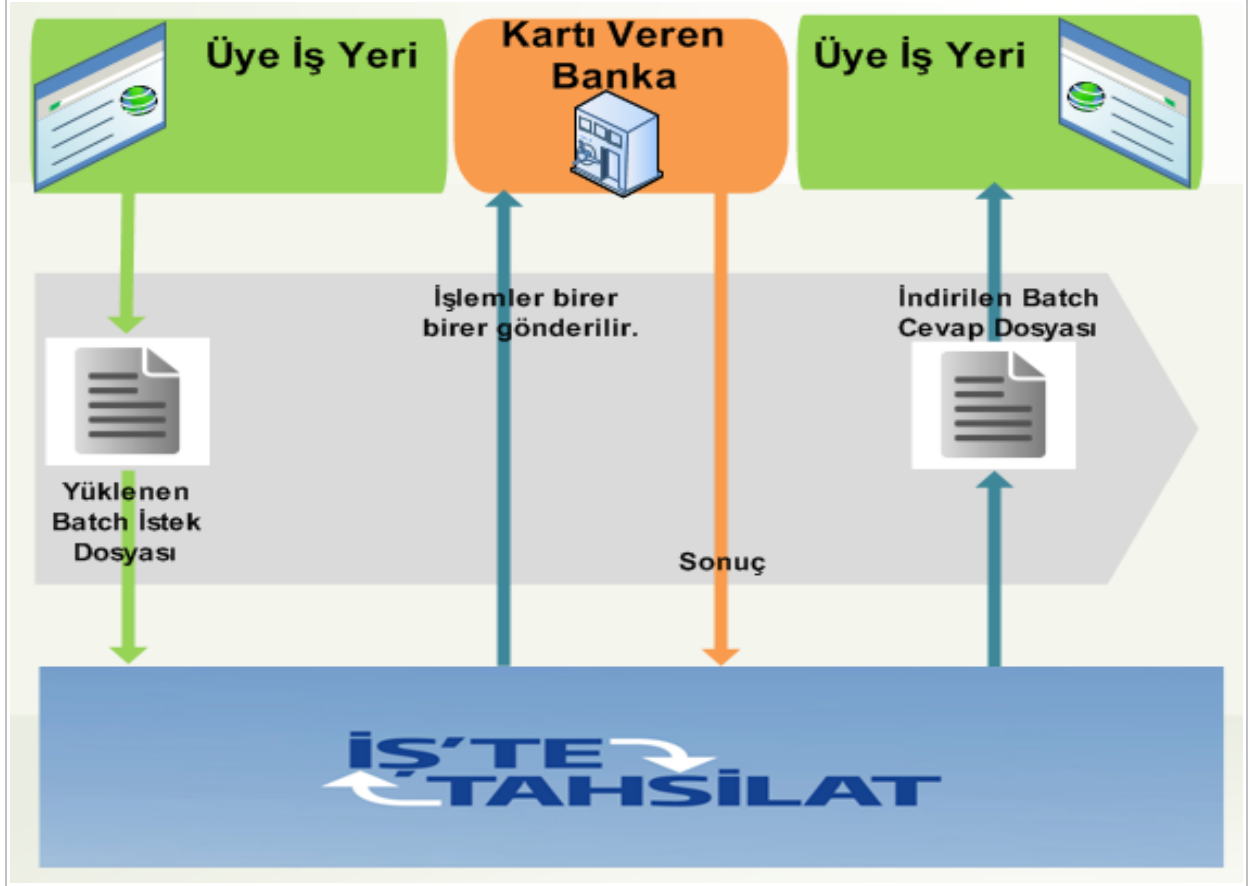 Üye İş Yeri
Kartı Veren
Banka
Üye İş Yeri
İşlemler birer
birer gönderilir.
İndirilen Batch
Cevap Dosyası
Yüklenen
Batch İstek
Dosyası
Sonuç
İŞ'TE
TAHSİLAT